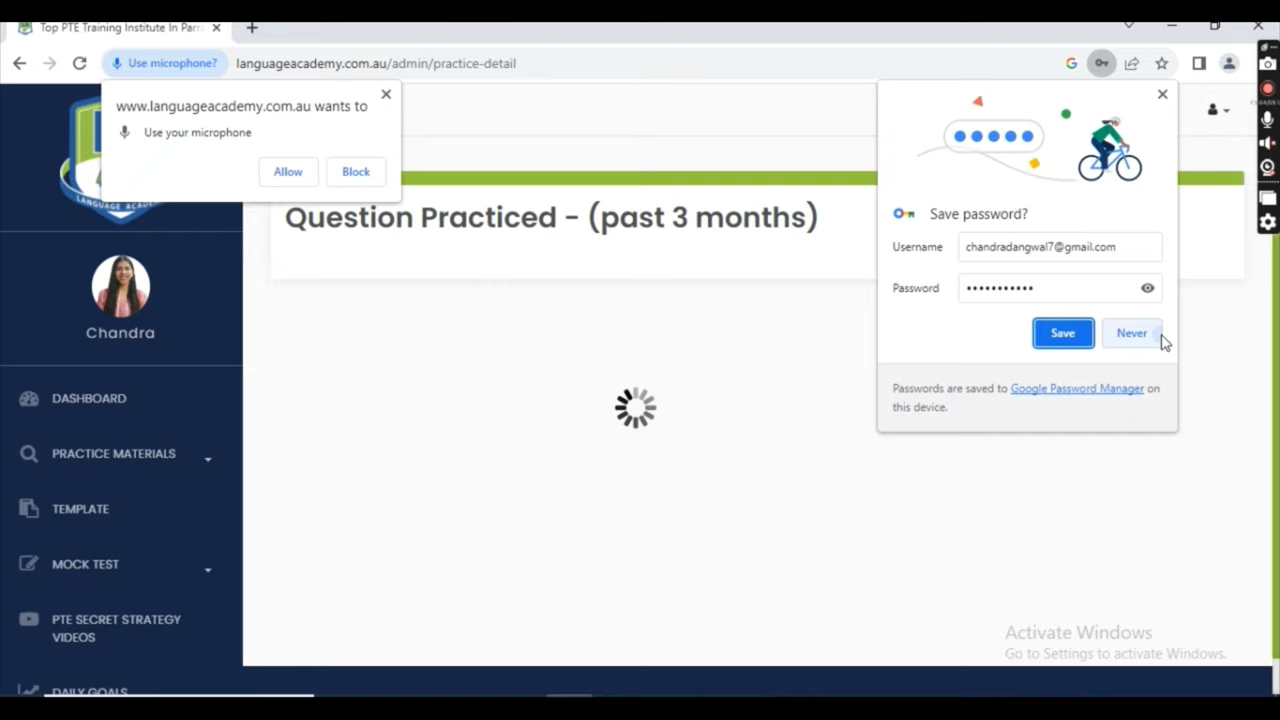 Top PTE Training Institute In Parr
Use microphone?
languageacademy.com.au/admin/practice-detail
www.languageacademy.com.au wants to
Use your microphone
Allow
Block
LANGUAGE ACADE
Chandra
DASHBOARD
PRACTICE MATERIALS
TEMPLATE
MOCK TEST
PTE SECRET STRATEGY
VIDEOS
DAILY GOALS
Question Practiced - (past 3 months)
Save password?
Username
chandradangwal7@gmail.com
Password
•••••••••••
Save
Never
Passwords are saved to Google Password Manager on
this device.
Activate Windows
Go to Settings to activate Windows.